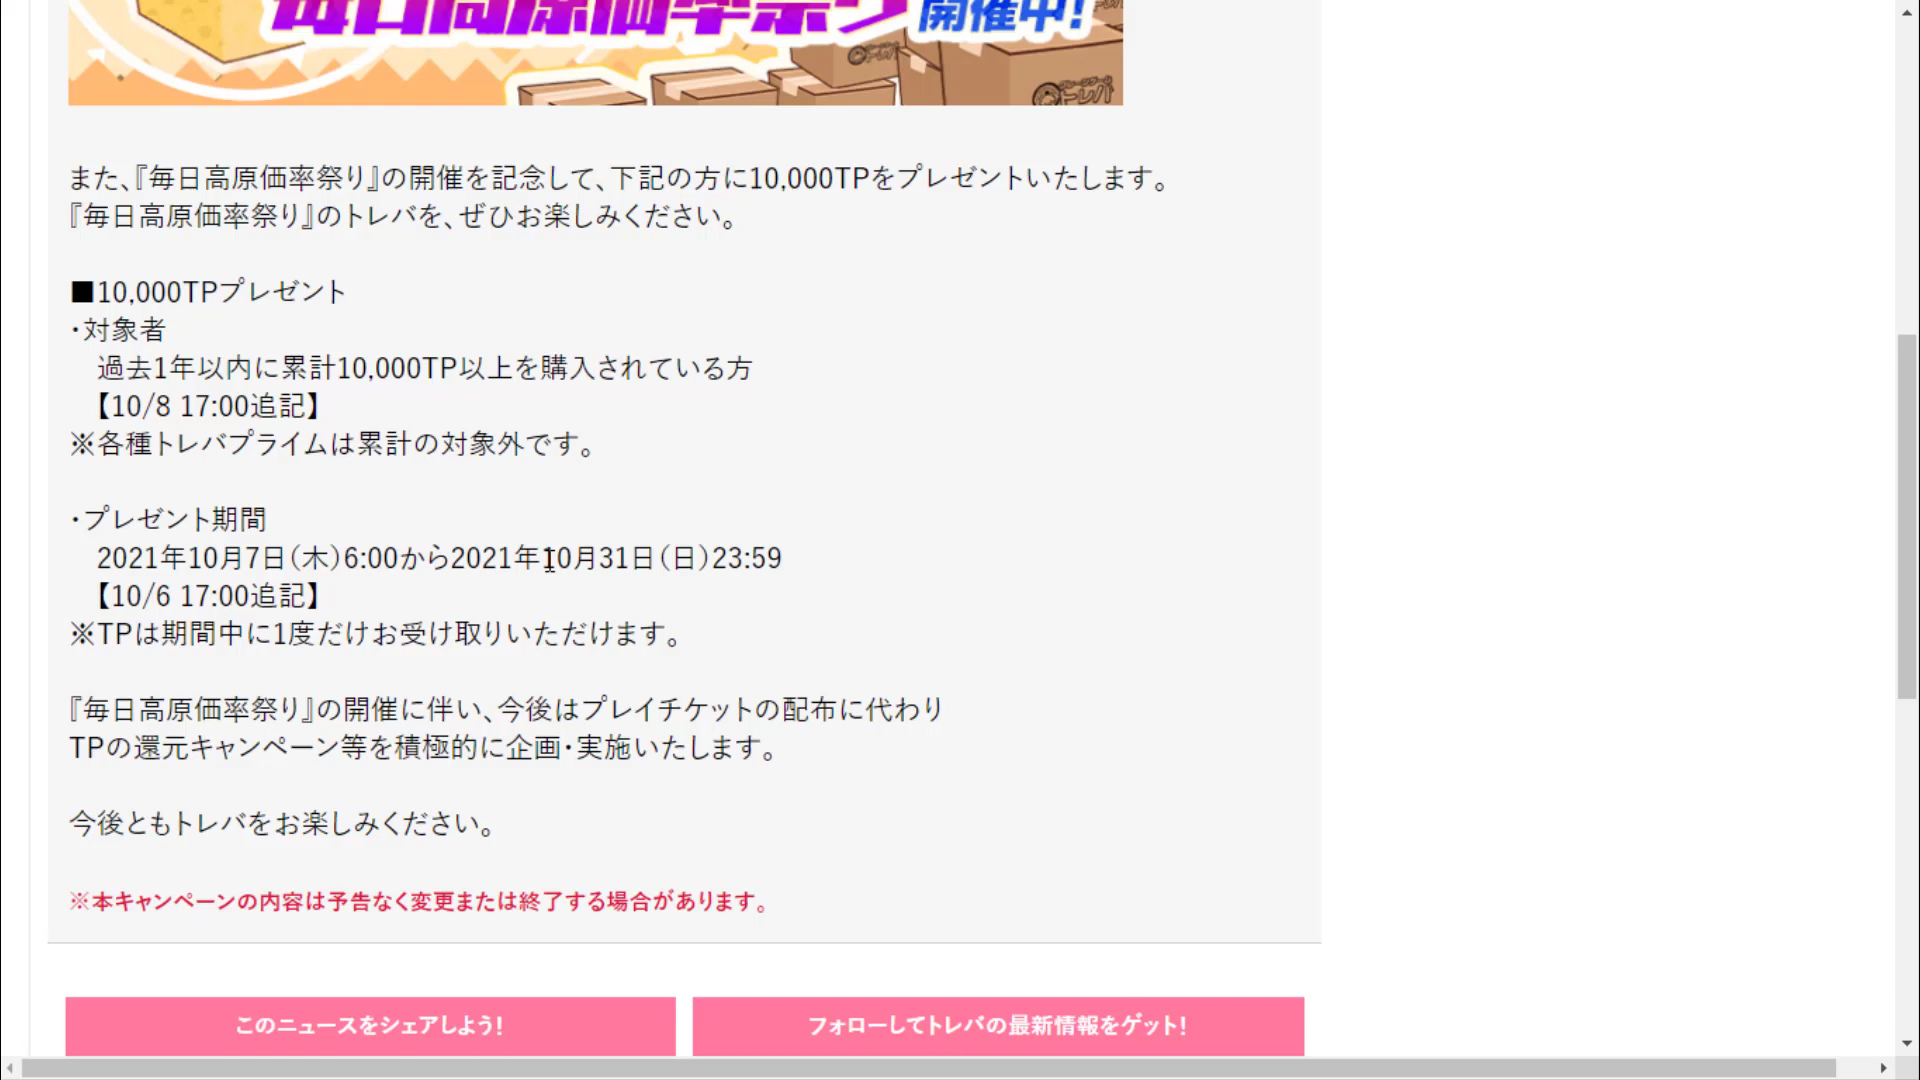 毎日高原価率祭り 開催中!
トレバ
また、『毎日高原価率祭り』の開催を記念して、下記の方に10,000TPをプレゼントいたします。
『毎日高原価率祭り』のトレバを、ぜひお楽しみください。
■10,000TPプレゼント
・対象者
過去1年以内に累計10,000TP以上を購入されている方
【10/8 17:00追記】
※各種トレバプライムは累計の対象外です。
・プレゼント期間
2021年10月7日(木)6:00から2021年10月31日(日)23:59
【10/6 17:00追記】
※TPは期間中に1度だけお受け取りいただけます。
『毎日高原価率祭り』の開催に伴い、今後はプレイチケットの配布に代わり
TPの還元キャンペーン等を積極的に企画・実施いたします。
今後ともトレバをお楽しみください。
※本キャンペーンの内容は予告なく変更または終了する場合があります。
このニュースをシェアしよう!
フォローしてトレバの最新情報をゲット!